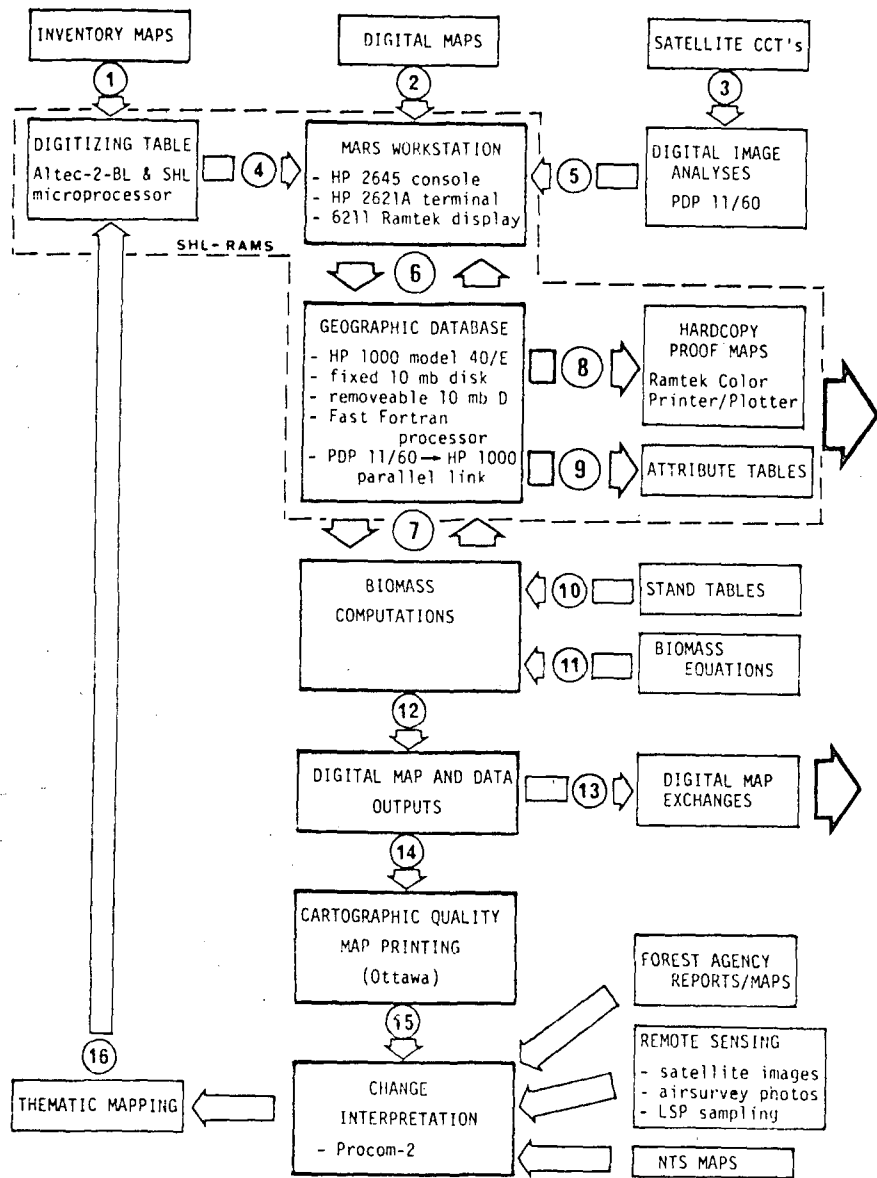 INVENTORY MAPS
DIGITAL MAPS
SATELLITE CCT's
1
2
3
DIGITIZING TABLE
Altec-2-BL & SHL
microprocessor
4
MARS WORKSTATION
- HP 2645 console
- HP 2621A terminal
- 6211 Ramtek display
5
DIGITAL IMAGE
ANALYSES
PDP 11/60
SHL-RAMS
6
GEOGRAPHIC DATABASE
- HP 1000 model 40/E
- fixed 10 mb disk
- removeable 10 mb D
- Fast Fortran
processor
- PDP 11/60→HP 1000
parallel link
8
HARDCOPY
PROOF MAPS
Ramtek Color
Printer/Plotter
9
ATTRIBUTE TABLES
7
BIOMASS
COMPUTATIONS
10
STAND TABLES
11
BIOMASS
EQUATIONS
12
DIGITAL MAP AND DATA
OUTPUTS
13
DIGITAL MAP
EXCHANGES
14
CARTOGRAPHIC QUALITY
MAP PRINTING
(Ottawa)
FOREST AGENCY
REPORTS/MAPS
15
REMOTE SENSING
- satellite images
- airsurvey photos
- LSP sampling
16
THEMATIC MAPPING
CHANGE
INTERPRETATION
- Procom-2
NTS MAPS